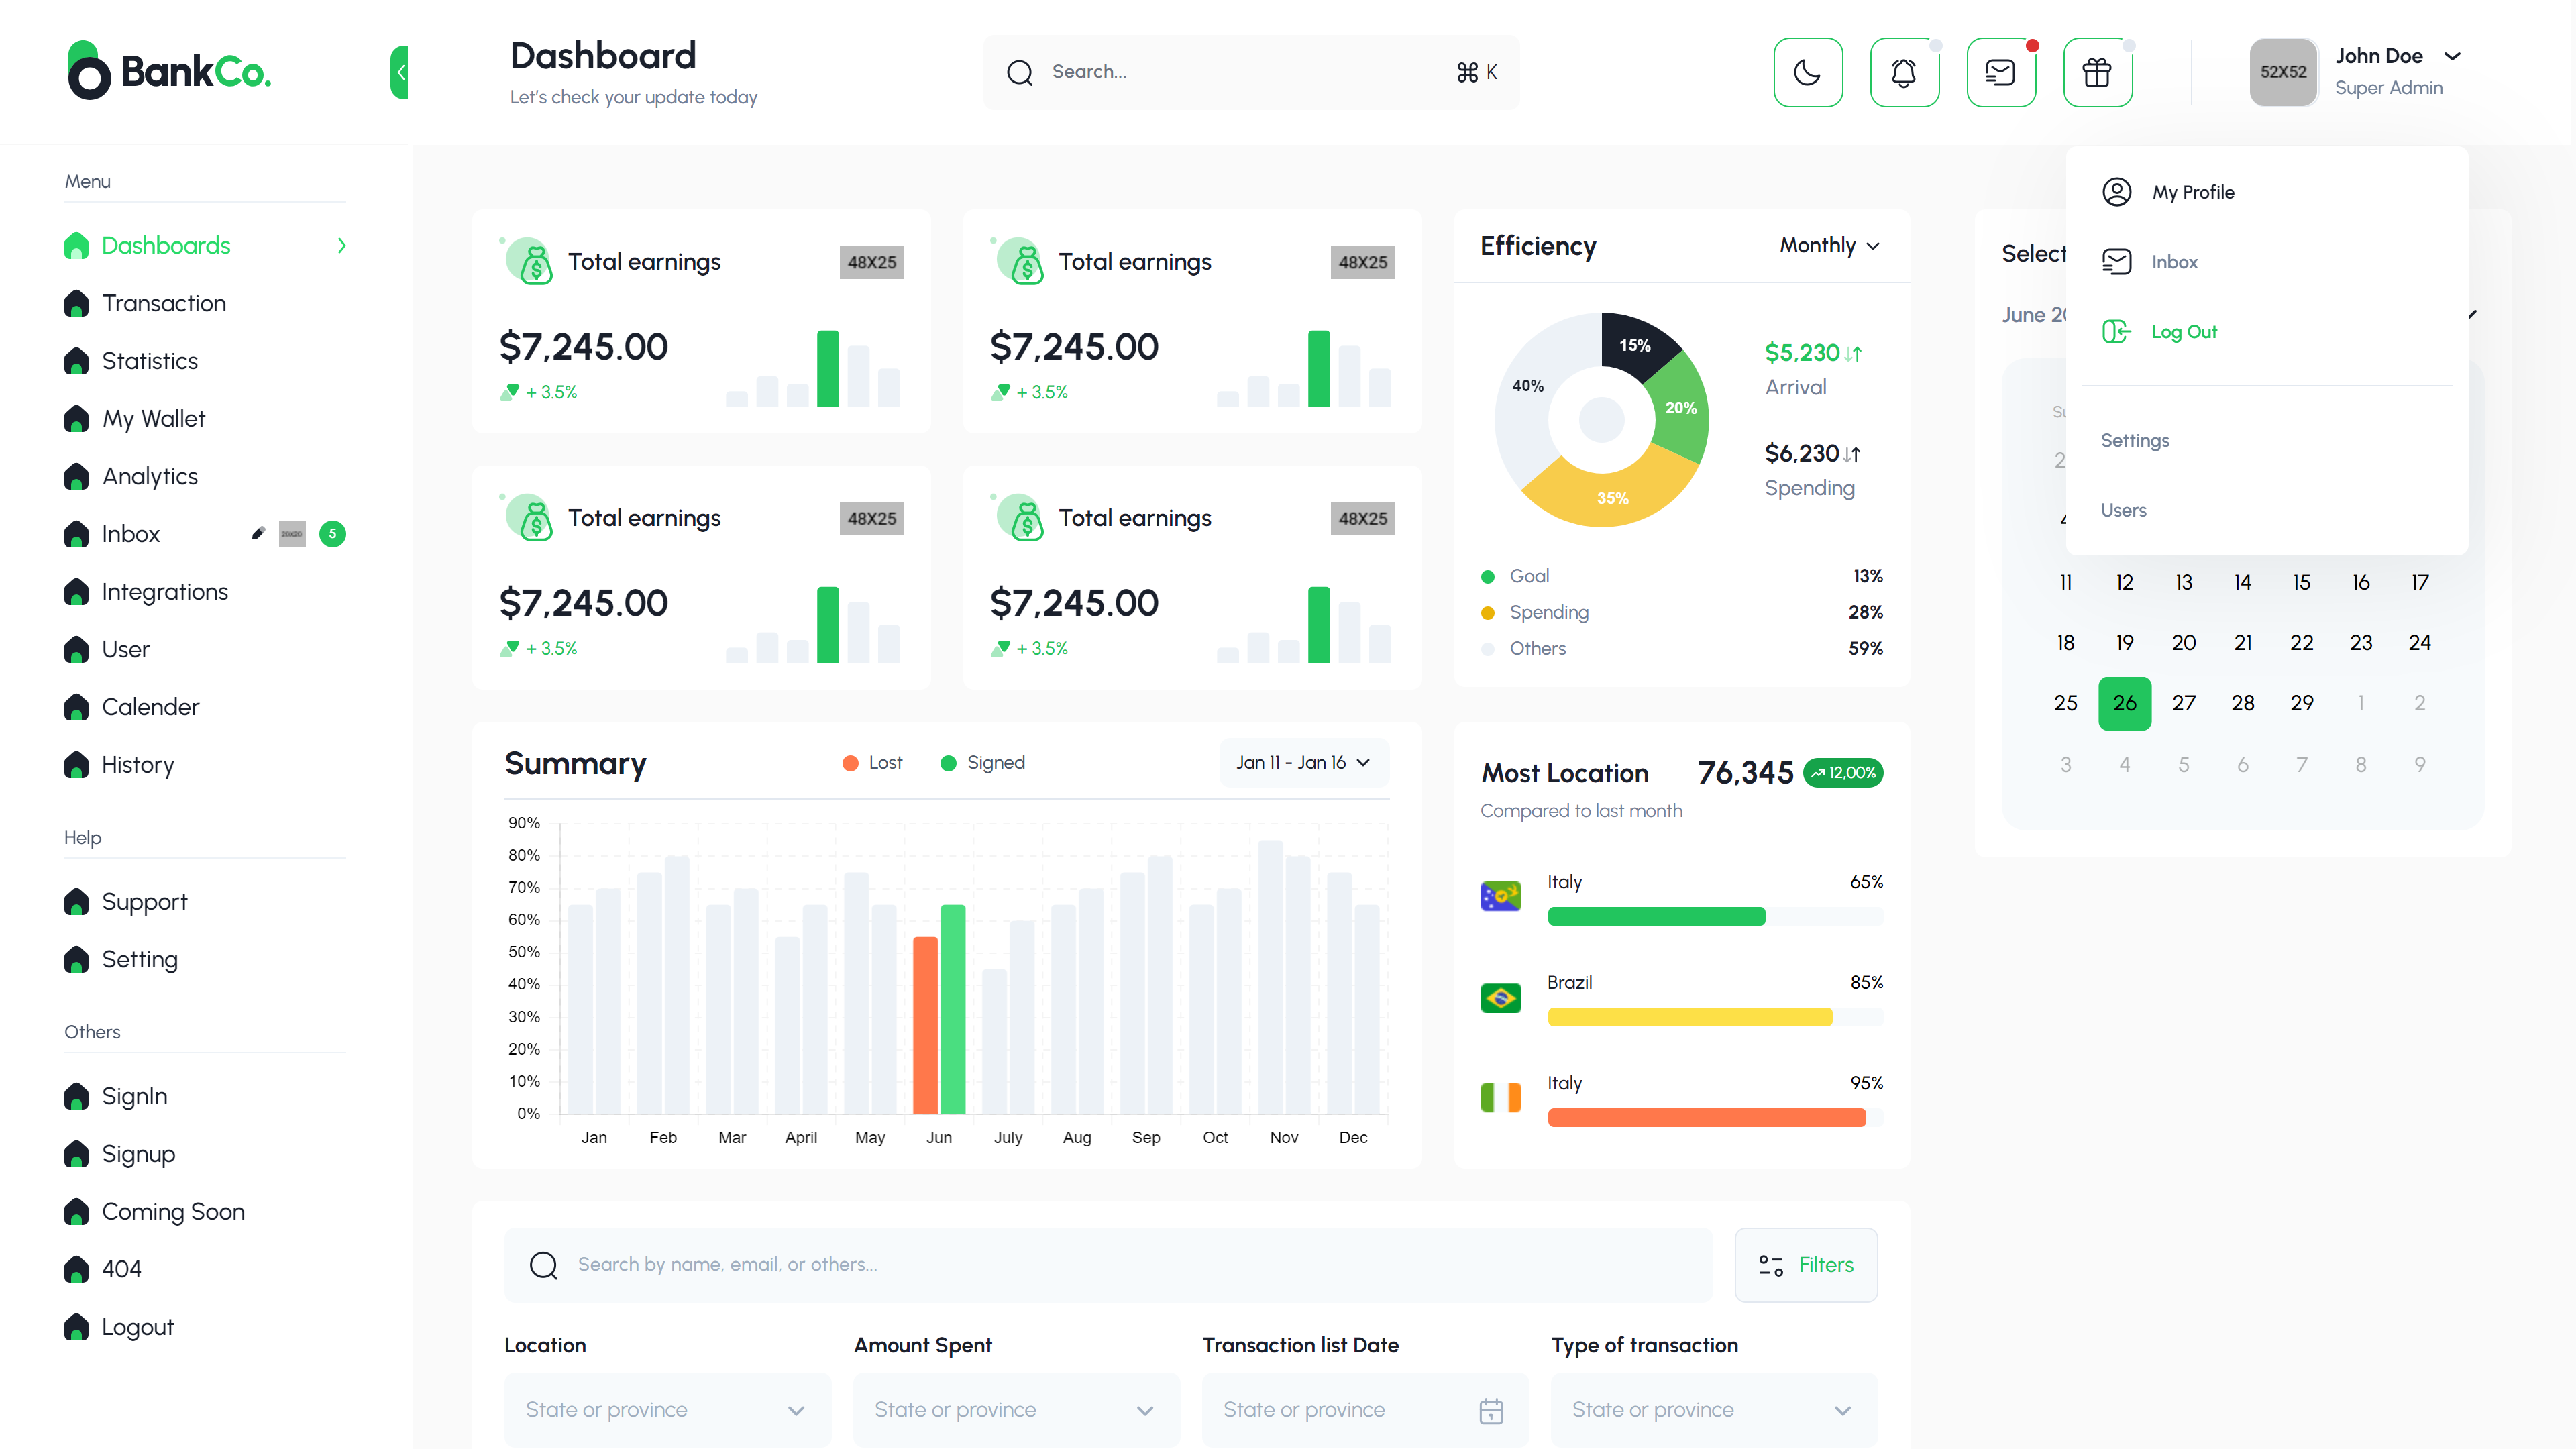 BankCo.
Dashboard
Let's check your update today
Search...
⌘ K
52X52
John Doe
Super Admin
Menu
Dashboards
Transaction
Statistics
My Wallet
Analytics
Inbox
20X20
5
Integrations
User
Calender
History
Help
Support
Setting
Others
SignIn
Signup
Coming Soon
404
Logout
Total earnings
48X25
$7,245.00
+ 3.5%
Total earnings
48X25
$7,245.00
+ 3.5%
Total earnings
48X25
$7,245.00
+ 3.5%
Total earnings
48X25
$7,245.00
+ 3.5%
Efficiency
Monthly
15%
20%
35%
40%
$5,230
Arrival
$6,230
Spending
Goal 13%
Spending 28%
Others 59%
Select
June 20
My Profile
Inbox
Log Out
Settings
Users
Su
2
4
11 12 13 14 15 16 17
18 19 20 21 22 23 24
25 26 27 28 29 1 2
3 4 5 6 7 8 9
Summary
Lost
Signed
Jan 11 - Jan 16
90%
80%
70%
60%
50%
40%
30%
20%
10%
0%
Jan Feb Mar April May Jun July Aug Sep Oct Nov Dec
Most Location
76,345
12,00%
Compared to last month
Italy 65%
Brazil 85%
Italy 95%
Search by name, email, or others...
Filters
Location
State or province
Amount Spent
State or province
Transaction list Date
State or province
Type of transaction
State or province